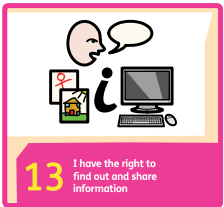 i
13
I have the right to
find out and share
information